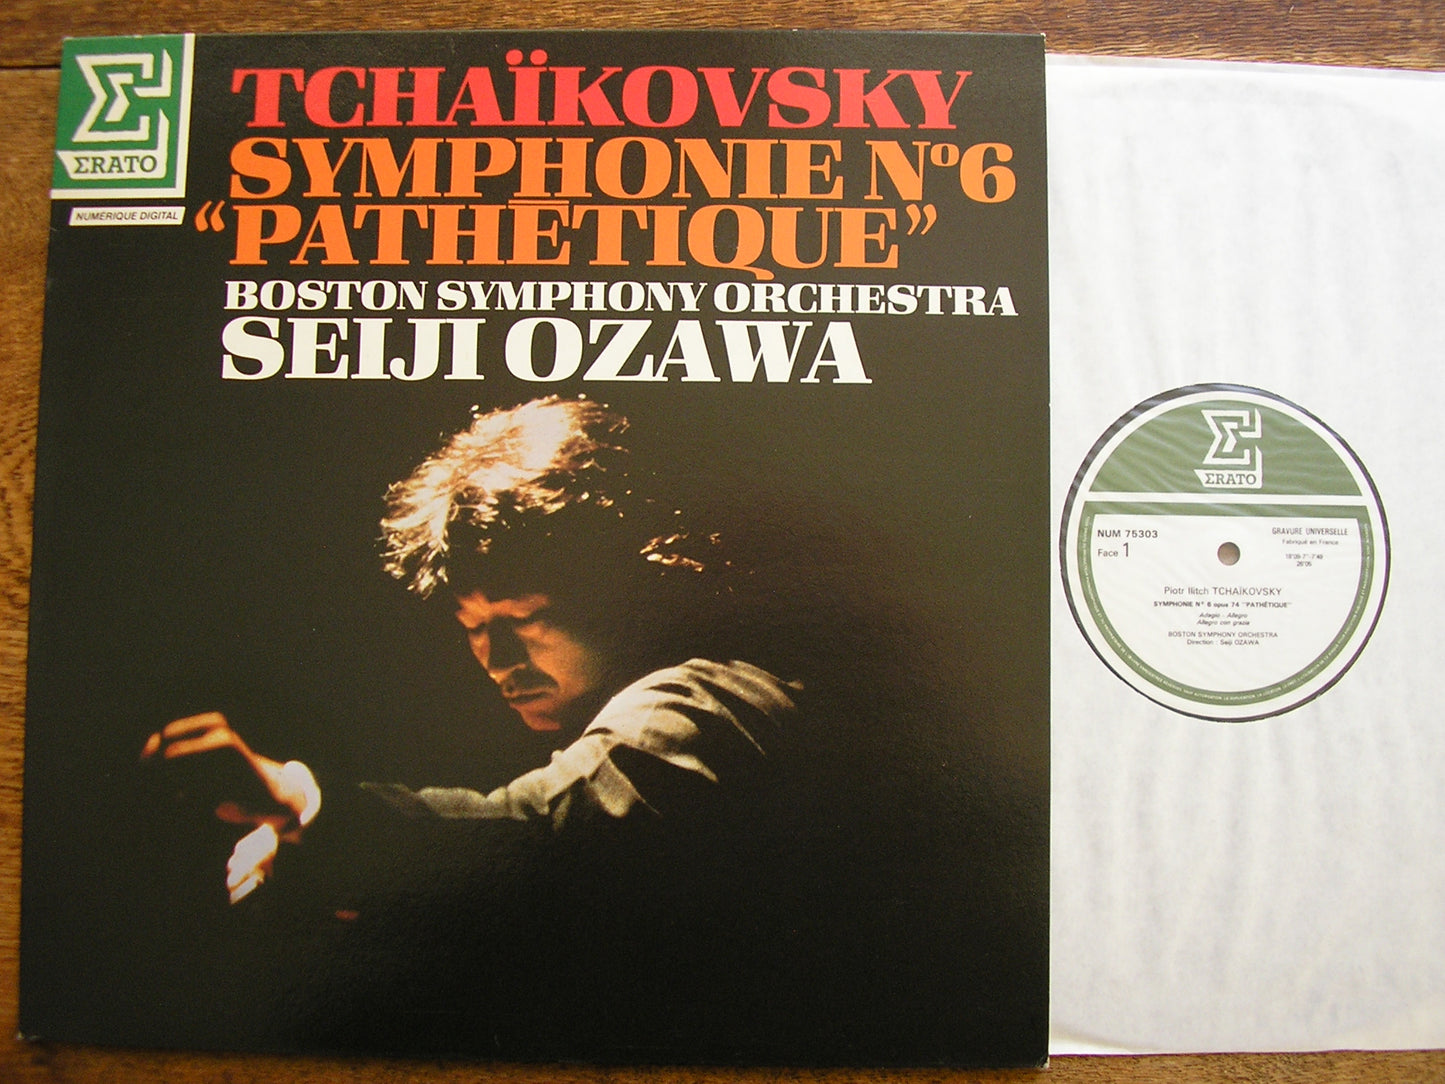 ΣRATO
NUMÉRIQUE DIGITAL
TCHAÏKOVSKY
SYMPHONIE Nº6
“PATHÉTIQUE”
BOSTON SYMPHONY ORCHESTRA
SEIJI OZAWA
ΣRATO
NUM 75303
GRAVURE UNIVERSELLE
Face 1
Fabriqué en France
Piotr Ilitch TCHAÏKOVSKY
SYMPHONIE Nº 6 opus 74 "PATHÉTIQUE"
Adagio - Allegro
Allegro con grazia
BOSTON SYMPHONY ORCHESTRA
Direction : Seiji OZAWA